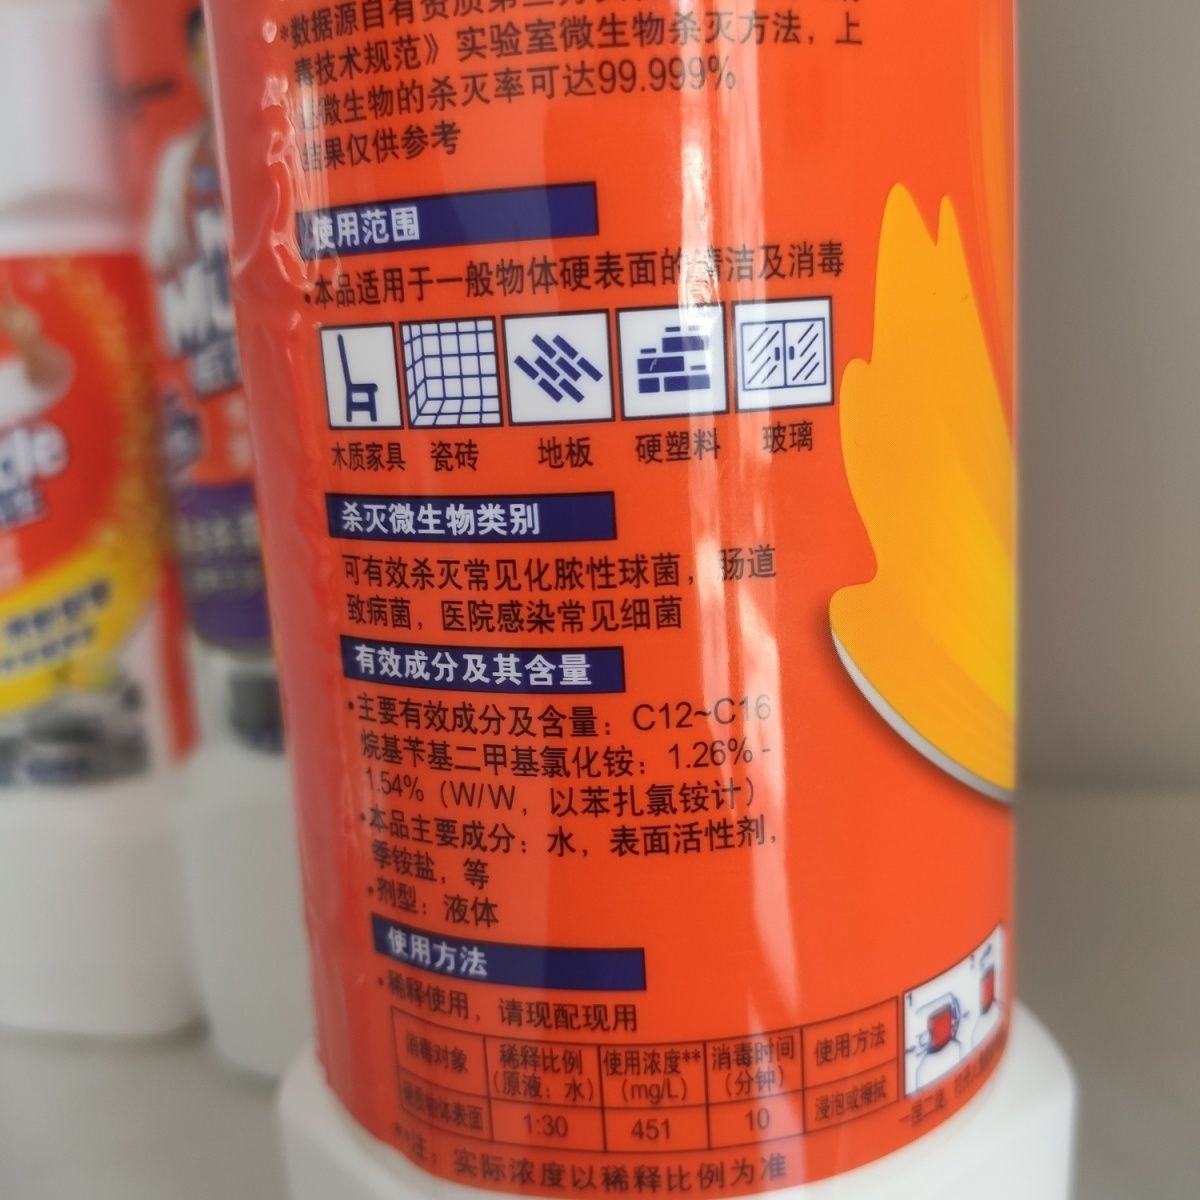 *数据源自有资质第三方
毒技术规范》实验室微生物杀灭方法，上
微生物的杀灭率可达99.999%
结果仅供参考
使用范围
•本品适用于一般物体硬表面的清洁及消毒
木质家具 瓷砖 地板 硬塑料 玻璃
杀灭微生物类别
可有效杀灭常见化脓性球菌，肠道
致病菌，医院感染常见细菌
有效成分及其含量
•主要有效成分及含量：C12~C16
烷基苄基二甲基氯化铵：1.26% -
1.54%（W/W，以苯扎氯铵计）
•本品主要成分：水，表面活性剂，
季铵盐，等
•剂型：液体
使用方法
•稀释使用，请现配现用
消毒对象 稀释比例（原液：水） 使用浓度**（mg/L） 消毒时间（分钟） 使用方法
硬质物体表面 1:30 451 10 浸泡或擦拭
**注：实际浓度以稀释比例为准